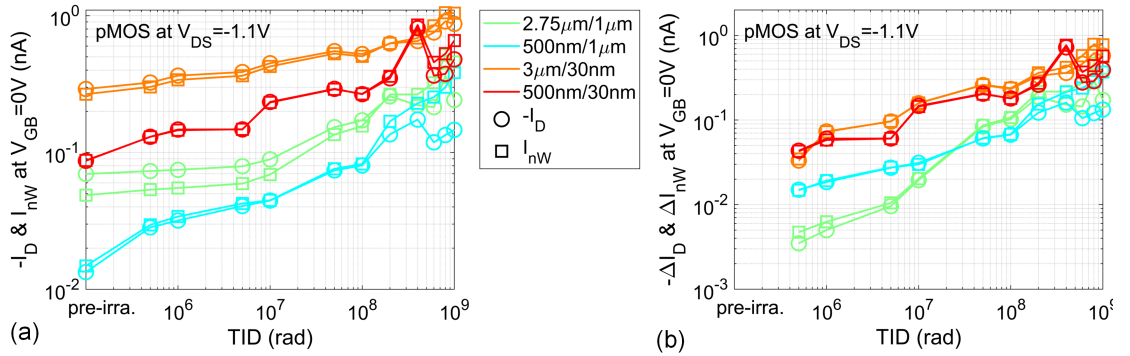 pMOS at V_DS=-1.1V
-I_D & I_nW at V_GB=0V (nA)
10^0
10^-1
10^-2
pre-irra.
10^6
10^7
10^8
10^9
TID (rad)
(a)
2.75μm/1μm
500nm/1μm
3μm/30nm
500nm/30nm
-I_D
I_nW
pMOS at V_DS=-1.1V
-ΔI_D & ΔI_nW at V_GB=0V (nA)
10^0
10^-1
10^-2
10^-3
pre-irra.
10^6
10^7
10^8
10^9
TID (rad)
(b)